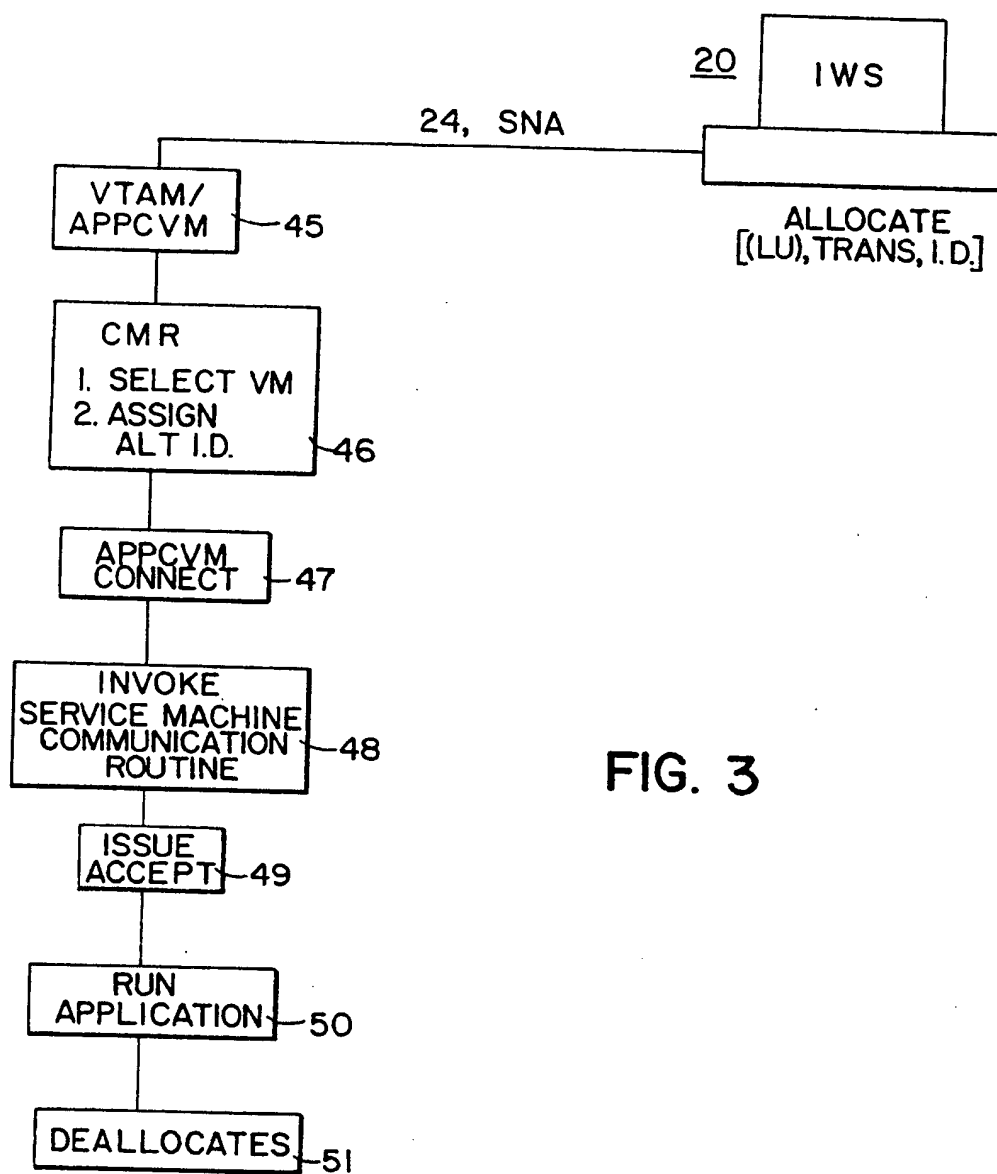 20
IWS
24, SNA
ALLOCATE
[(LU), TRANS, I.D.]
VTAM/
APPCVM
45
CMR
1. SELECT VM
2. ASSIGN
ALT I.D.
46
APPCVM
CONNECT
47
INVOKE
SERVICE MACHINE
COMMUNICATION
ROUTINE
48
FIG. 3
ISSUE
ACCEPT
49
RUN
APPLICATION
50
DEALLOCATES
51